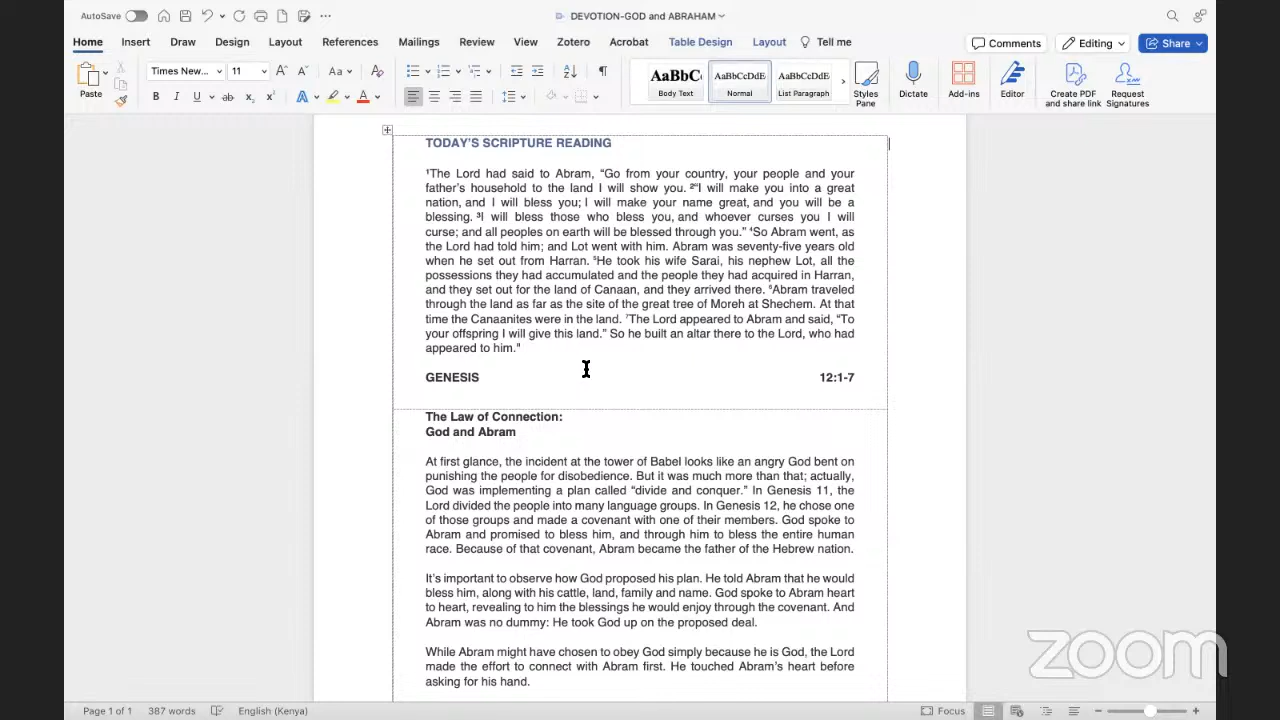 AutoSave
DEVOTION-GOD and ABRAHAM
Home Insert Draw Design Layout References Mailings Review View Zotero Acrobat Table Design Layout Tell me
Comments Editing Share
Paste
Times New... 11
AaBbC AaBbCcDdE AaBbCcDdE
Body Text Normal List Paragraph
Styles Pane
Dictate
Add-ins
Editor
Create PDF and share link
Request Signatures
TODAY'S SCRIPTURE READING
¹The Lord had said to Abram, “Go from your country, your people and your
father’s household to the land I will show you. ²“I will make you into a great
nation, and I will bless you; I will make your name great, and you will be a
blessing. ³I will bless those who bless you, and whoever curses you I will
curse; and all peoples on earth will be blessed through you.” ⁴So Abram went, as
the Lord had told him; and Lot went with him. Abram was seventy-five years old
when he set out from Harran. ⁵He took his wife Sarai, his nephew Lot, all the
possessions they had accumulated and the people they had acquired in Harran,
and they set out for the land of Canaan, and they arrived there. ⁶Abram traveled
through the land as far as the site of the great tree of Moreh at Shechem. At that
time the Canaanites were in the land. ⁷The Lord appeared to Abram and said, “To
your offspring I will give this land.” So he built an altar there to the Lord, who had
appeared to him."
GENESIS 12:1-7
The Law of Connection:
God and Abram
At first glance, the incident at the tower of Babel looks like an angry God bent on
punishing the people for disobedience. But it was much more than that; actually,
God was implementing a plan called “divide and conquer.” In Genesis 11, the
Lord divided the people into many language groups. In Genesis 12, he chose one
of those groups and made a covenant with one of their members. God spoke to
Abram and promised to bless him, and through him to bless the entire human
race. Because of that covenant, Abram became the father of the Hebrew nation.
It’s important to observe how God proposed his plan. He told Abram that he would
bless him, along with his cattle, land, family and name. God spoke to Abram heart
to heart, revealing to him the blessings he would enjoy through the covenant. And
Abram was no dummy: He took God up on the proposed deal.
While Abram might have chosen to obey God simply because he is God, the Lord
made the effort to connect with Abram first. He touched Abram’s heart before
asking for his hand.
zoom
Page 1 of 1 387 words English (Kenya) Focus